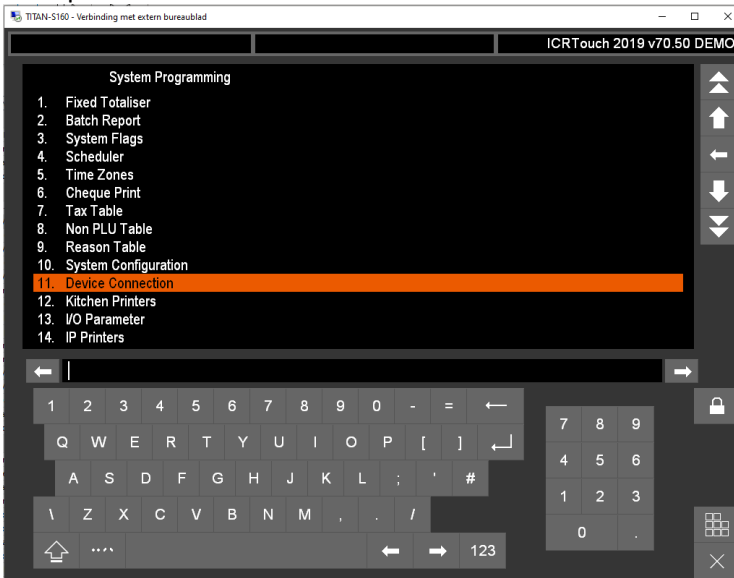 TITAN-S160 - Verbinding met extern bureaublad
ICRTouch 2019 v70.50 DEMO
System Programming
1. Fixed Totaliser
2. Batch Report
3. System Flags
4. Scheduler
5. Time Zones
6. Cheque Print
7. Tax Table
8. Non PLU Table
9. Reason Table
10. System Configuration
11. Device Connection
12. Kitchen Printers
13. I/O Parameter
14. IP Printers
1 2 3 4 5 6 7 8 9 0 - =
Q W E R T Y U I O P [ ]
A S D F G H J K L ; ' #
\ Z X C V B N M , . /
123
7 8 9
4 5 6
1 2 3
0 .